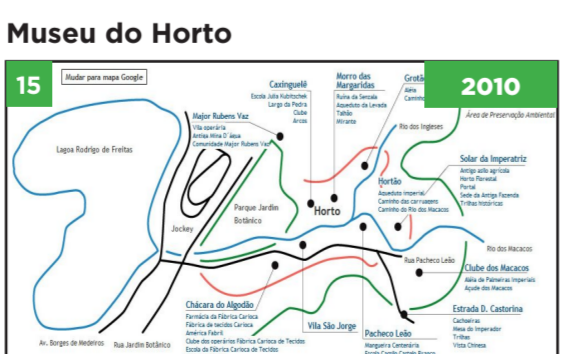 Museu do Horto
15
Mudar para mapa Google
2010
Caxinguelê
Escola Julia Kubitschek
Largo da Pedra
Clube
Arcos
Morro das
Margaridas
Ruína da Senzala
Aqueduto da Levada
Talhão
Mirante
Grotão
Aléia
Caminho
Área de Preservação Ambiental
Major Rubens Vaz
Vila operária
Antiga Mina D'água
Comunidade Major Rubens Vaz
Rio dos Ingleses
Lagoa Rodrigo de Freitas
Solar da Imperatriz
Antigo asilo agrícola
Horto Florestal
Portal
Sede da Antiga Fazenda
Trilhas históricas
Hortão
Aqueduto Imperial
Caminho das carruagens
Caminho do Rio dos Macacos
Parque Jardim
Botânico
Horto
Jockey
Rio dos Macacos
Rua Pacheco Leão
Clube dos Macacos
Aléia de Palmeiras Imperiais
Açude dos Macacos
Chácara do Algodão
Farmácia da Fábrica Carioca
Fábrica de tecidos Carioca
América Fabril
Clube dos operários Fábrica Carioca de Tecidos
Escola da Fábrica Carioca de Tecidos
Vila São Jorge
Pacheco Leão
Mangueira Centenária
Estrada D. Castorina
Cachoeiras
Mesa do Imperador
Trilhas
Vista Chinesa
Av. Borges de Medeiros
Rua Jardim Botânico